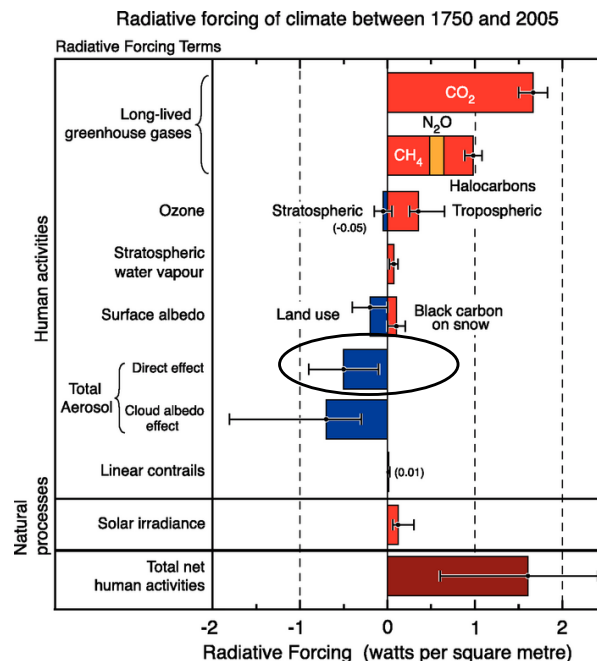 Radiative forcing of climate between 1750 and 2005
Radiative Forcing Terms
Human activities
Long-lived
greenhouse gases
CO₂
N₂O
CH₄
Halocarbons
Ozone
Stratospheric
(-0.05)
Tropospheric
Stratospheric
water vapour
Surface albedo
Land use
Black carbon
on snow
Total
Aerosol
Direct effect
Cloud albedo
effect
Linear contrails
(0.01)
Natural
processes
Solar irradiance
Total net
human activities
-2 -1 0 1 2
Radiative Forcing (watts per square metre)